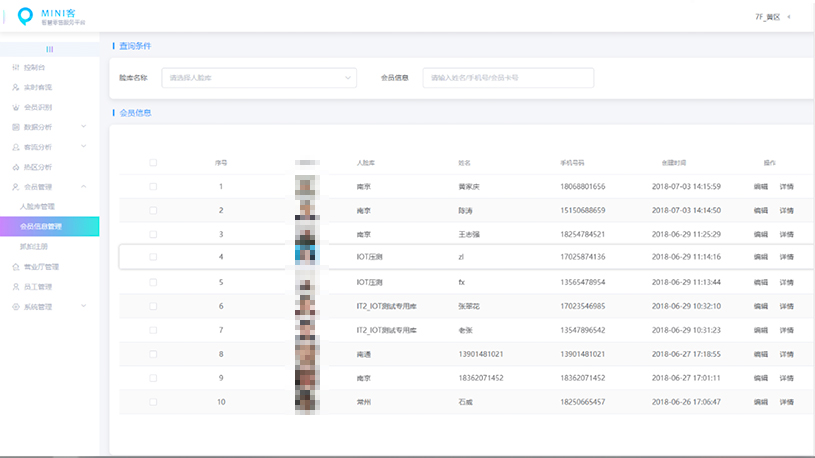 MINI客
7F_黄区
查询条件
脸库名称 请选择人脸库 会员信息 请输入姓名/手机号/会员卡号
控制台
实时客流
会员识别
数据分析
客流分析
热区分析
会员管理
人脸库管理
会员信息管理
抓拍注册
营业厅管理
员工管理
系统管理
会员信息
序号 人脸库 姓名 手机号码 创建时间 操作
1 南京 黄家庆 18068801656 2018-07-03 14:15:59 编辑 详情
2 南京 陈涛 15150688659 2018-07-03 14:14:50 编辑 详情
3 南京 王志强 18254784521 2018-06-29 11:25:29 编辑 详情
4 IOT压测 zl 17025874136 2018-06-29 11:14:16 编辑 详情
5 IOT压测 fx 13565478954 2018-06-29 11:13:44 编辑 详情
6 IT2_IOT测试专用库 张翠花 17023546985 2018-06-29 10:32:10 编辑 详情
7 IT2_IOT测试专用库 老张 13547896542 2018-06-29 10:31:23 编辑 详情
8 南通 13901481021 13901481021 2018-06-27 17:18:55 编辑 详情
9 南京 18362071452 18362071452 2018-06-27 17:01:11 编辑 详情
10 常州 石威 18250665457 2018-06-26 17:06:47 编辑 详情